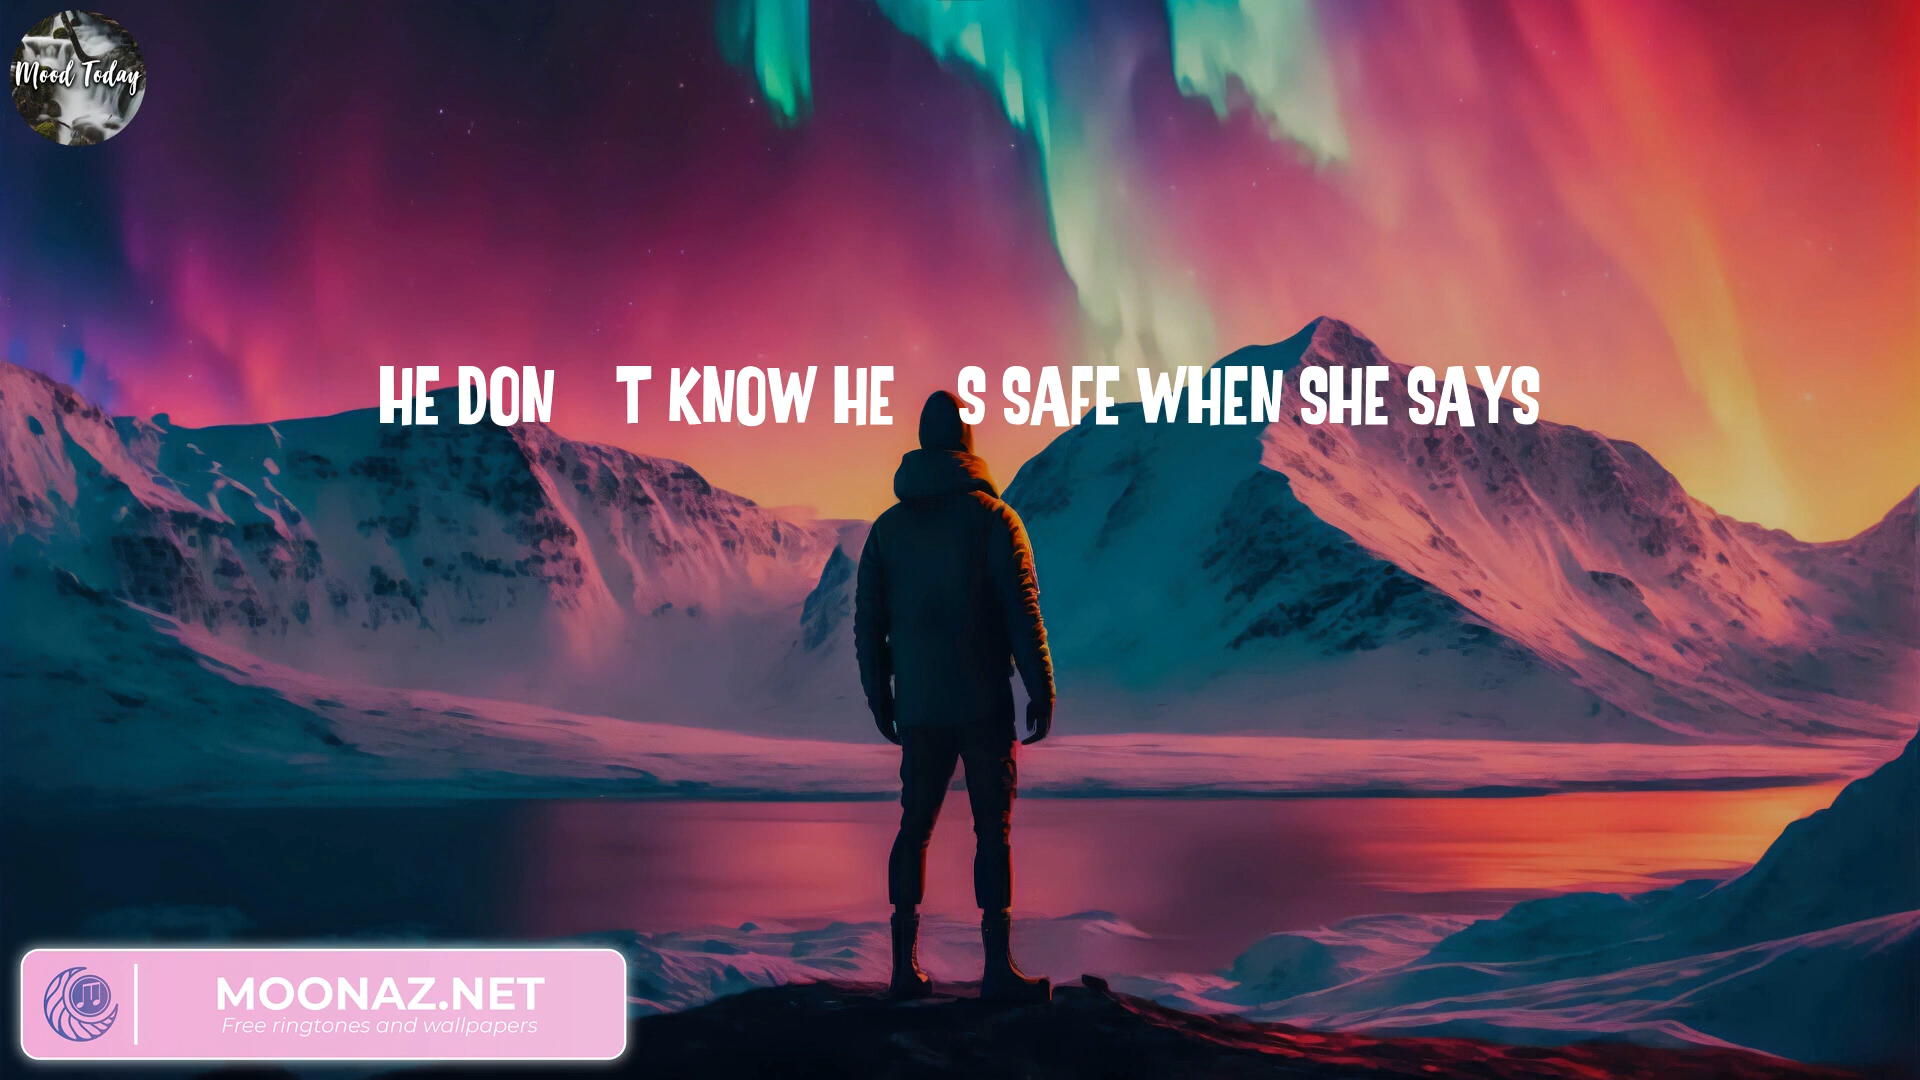 Mood Today
HE DON  T KNOW HE  S SAFE WHEN SHE SAYS
MOONAZ.NET
Free ringtones and wallpapers